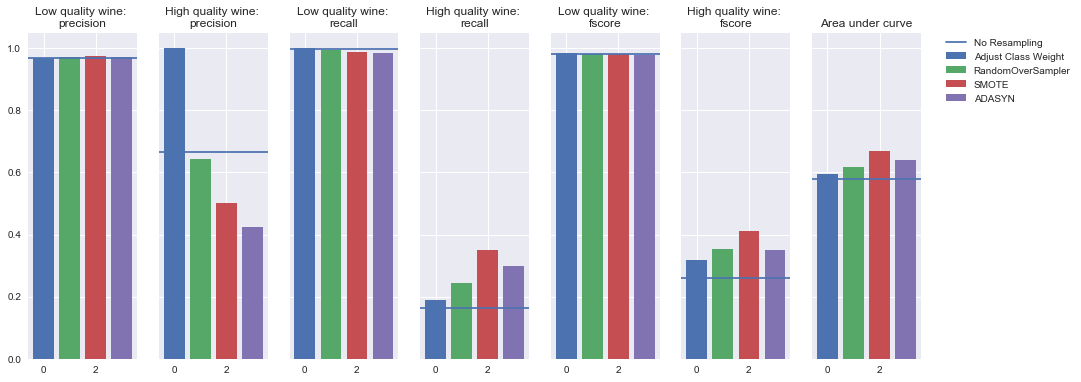 Low quality wine:
precision
High quality wine:
precision
Low quality wine:
recall
High quality wine:
recall
Low quality wine:
fscore
High quality wine:
fscore
Area under curve
No Resampling
Adjust Class Weight
RandomOverSampler
SMOTE
ADASYN
1.0
0.8
0.6
0.4
0.2
0.0
0 2
0 2
0 2
0 2
0 2
0 2
0 2